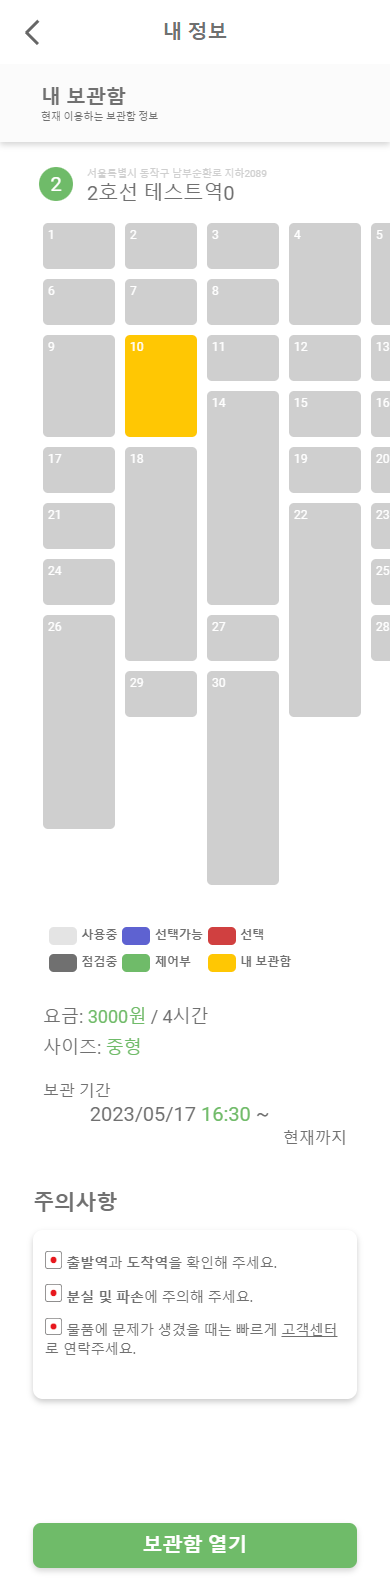 내 정보
내 보관함
현재 이용하는 보관함 정보
2
서울특별시 동작구 남부순환로 지하2089
2호선 테스트역0
1 2 3 4 5
6 7 8
9 10 11 12 13
14 15 16
17 18 19 20
21 22 23
24 25
26 27 28
29 30
사용중 선택가능 선택
점검중 제어부 내 보관함
요금: 3000원 / 4시간
사이즈: 중형
보관 기간
2023/05/17 16:30 ~
현재까지
주의사항
출발역과 도착역을 확인해 주세요.
분실 및 파손에 주의해 주세요.
물품에 문제가 생겼을 때는 빠르게 고객센터
로 연락주세요.
보관함 열기